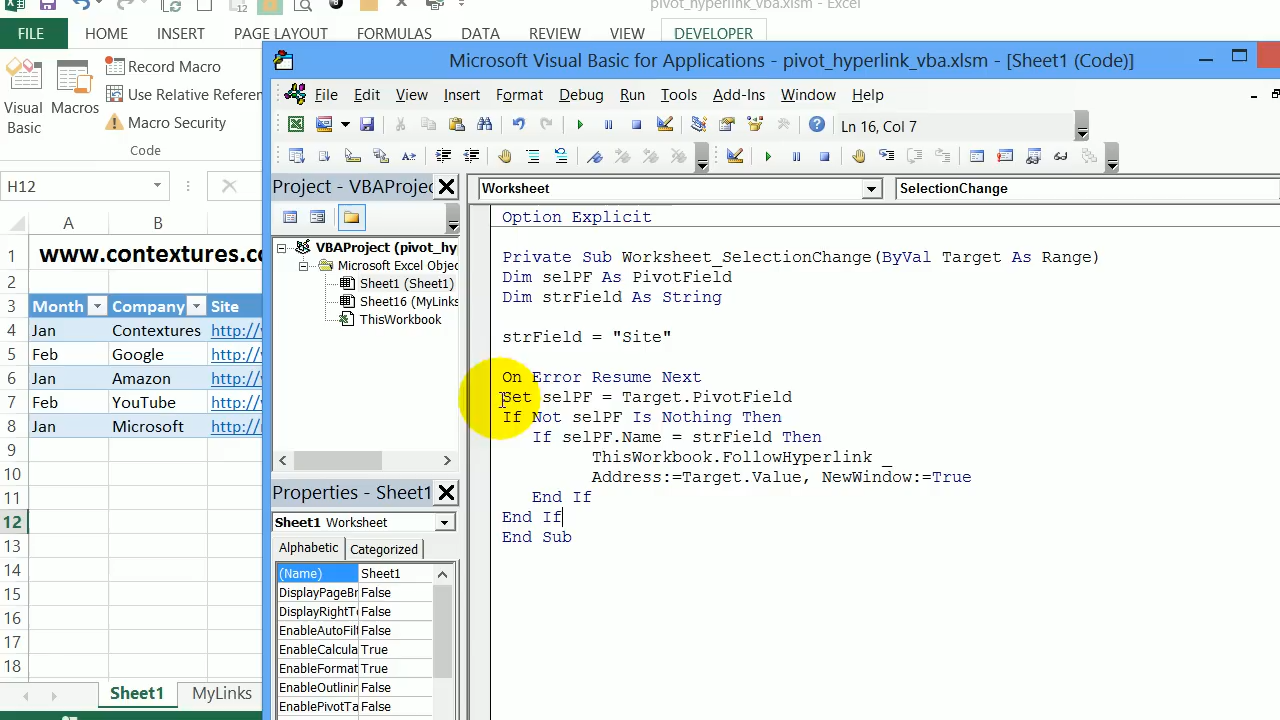 pivot_hyperlink_vba.xlsm - Excel
FILE HOME INSERT PAGE LAYOUT FORMULAS DATA REVIEW VIEW DEVELOPER
Visual Basic
Macros
Record Macro
Use Relative Referen
Macro Security
Code
H12
A B
1 www.contextures.co
2
3 Month Company Site
4 Jan Contextures http://
5 Feb Google http://
6 Jan Amazon http://
7 Feb YouTube http://
8 Jan Microsoft http://
9
10
11
12
13
14
15
16
17
18
Sheet1 MyLinks
Microsoft Visual Basic for Applications - pivot_hyperlink_vba.xlsm - [Sheet1 (Code)]
File Edit View Insert Format Debug Run Tools Add-Ins Window Help
Ln 16, Col 7
Project - VBAProjec
VBAProject (pivot_hy
Microsoft Excel Objec
Sheet1 (Sheet1)
Sheet16 (MyLinks
ThisWorkbook
Properties - Sheet1
Sheet1 Worksheet
Alphabetic Categorized
(Name) Sheet1
DisplayPageBr False
DisplayRightTo False
EnableAutoFilt False
EnableCalcula True
EnableFormat True
EnableOutlinin False
EnablePivotTa False
Worksheet SelectionChange
Option Explicit
Private Sub Worksheet_SelectionChange(ByVal Target As Range)
Dim selPF As PivotField
Dim strField As String
strField = "Site"
On Error Resume Next
Set selPF = Target.PivotField
If Not selPF Is Nothing Then
If selPF.Name = strField Then
ThisWorkbook.FollowHyperlink _
Address:=Target.Value, NewWindow:=True
End If
End If
End Sub